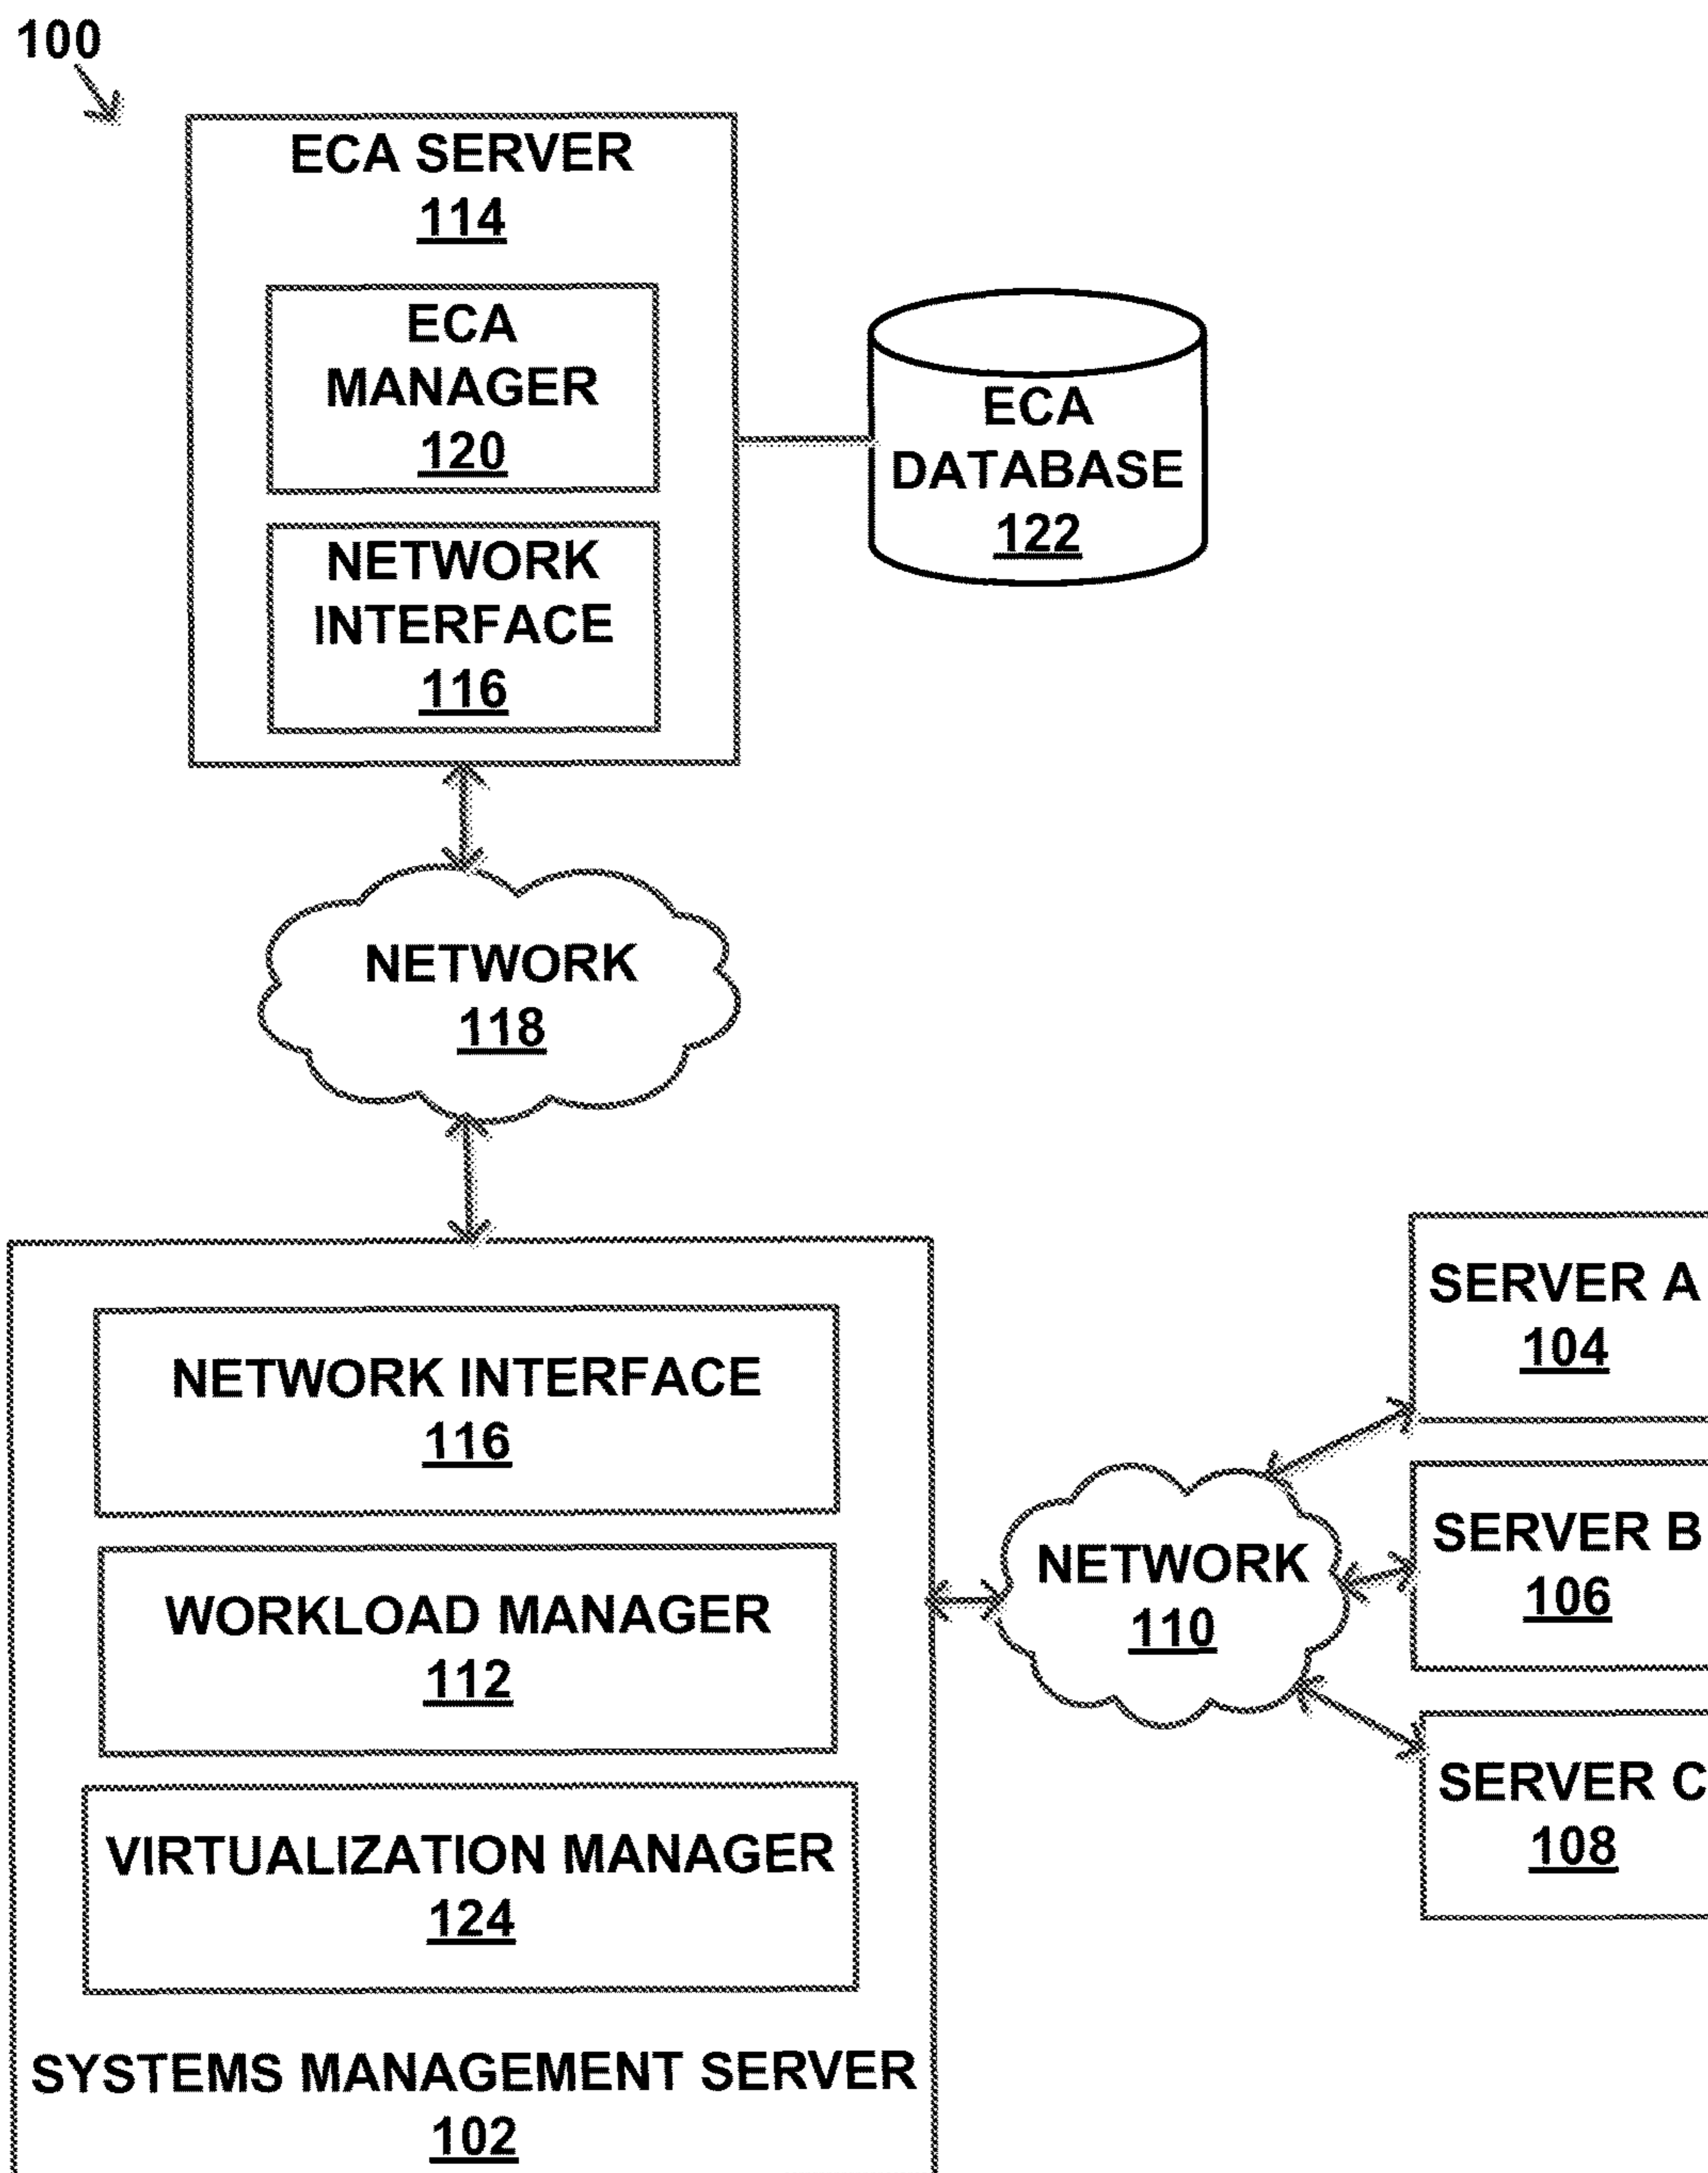 100
ECA SERVER
114
ECA
MANAGER
120
NETWORK
INTERFACE
116
ECA
DATABASE
122
NETWORK
118
NETWORK INTERFACE
116
WORKLOAD MANAGER
112
VIRTUALIZATION MANAGER
124
SYSTEMS MANAGEMENT SERVER
102
NETWORK
110
SERVER A
104
SERVER B
106
SERVER C
108